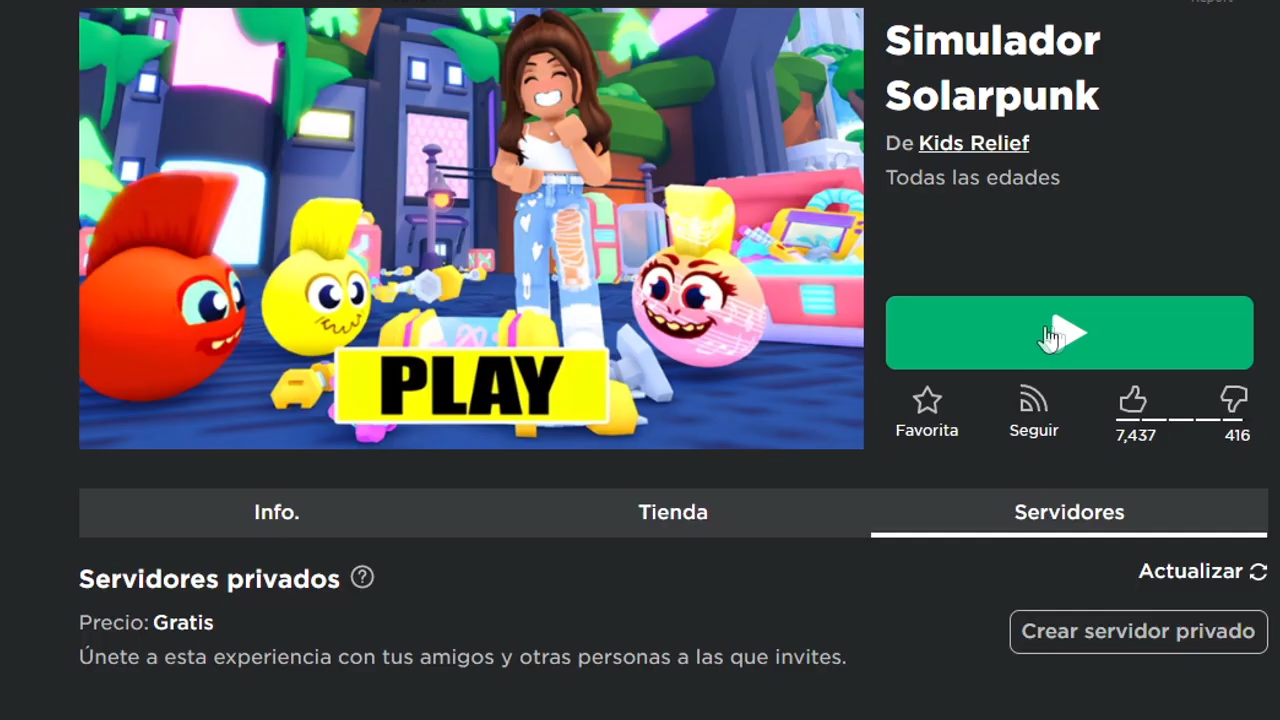 Simulador
Solarpunk
De Kids Relief
Todas las edades
PLAY
Favorita
Seguir
7,437
416
Info.
Tienda
Servidores
Servidores privados
Actualizar
Precio: Gratis
Crear servidor privado
Únete a esta experiencia con tus amigos y otras personas a las que invites.